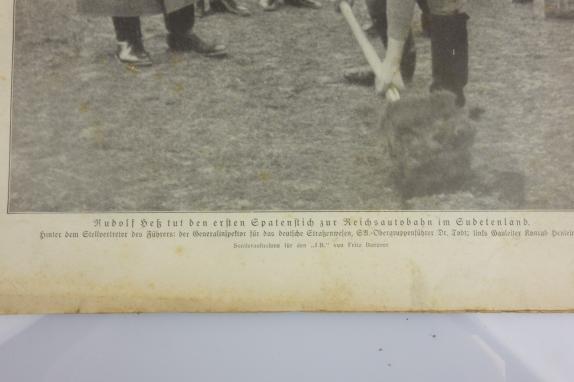 Rudolf Heß tut den ersten Spatenstich zur Reichsautobahn im Sudetenland.
Hinter dem Stellvertreter des Führers: der Generalinspektor für das deutsche Straßenwesen, SA-Obergruppenführer Dr. Todt; links Gauleiter Konrad Henlein
Sonderaufnahme für den „J.B." von Fritz